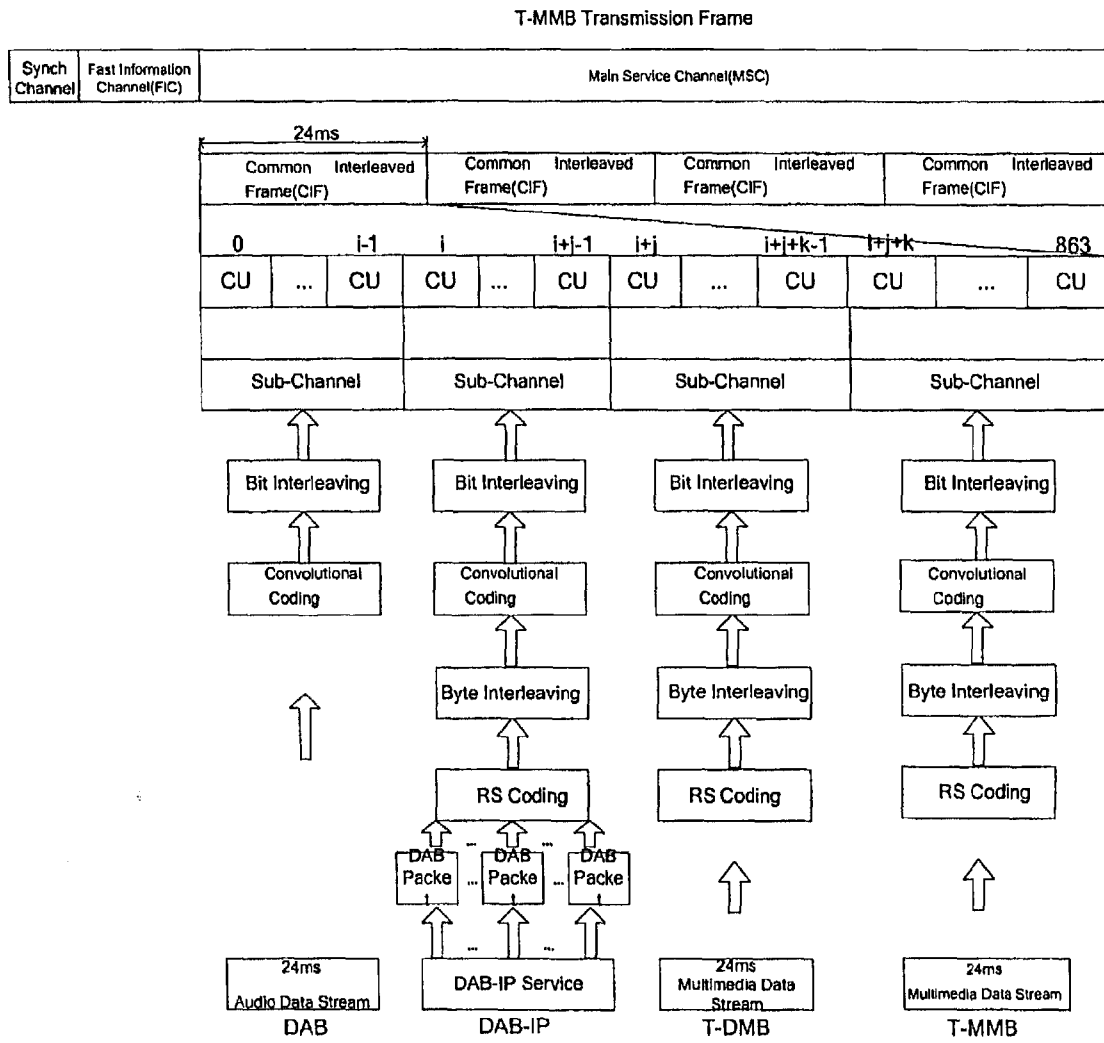 T-MMB Transmission Frame
Synch Channel
Fast Information Channel(FIC)
Main Service Channel(MSC)
24ms
Common Interleaved Frame(CIF)
Common Interleaved Frame(CIF)
Common Interleaved Frame(CIF)
Common Interleaved Frame(CIF)
0 i-1 i i+j-1 i+j i+j+k-1 i+j+k 863
CU ... CU CU ... CU CU ... CU CU ... CU
Sub-Channel Sub-Channel Sub-Channel Sub-Channel
Bit Interleaving Bit Interleaving Bit Interleaving Bit Interleaving
Convolutional Coding
Convolutional Coding
Convolutional Coding
Convolutional Coding
Byte Interleaving Byte Interleaving Byte Interleaving
RS Coding RS Coding RS Coding
... ...
DAB Packe t
...
DAB Packe t
...
DAB Packe t
... ...
24ms
Audio Data Stream
DAB-IP Service
24ms
Multimedia Data
Stream
24ms
Multimedia Data Stream
DAB DAB-IP T-DMB T-MMB